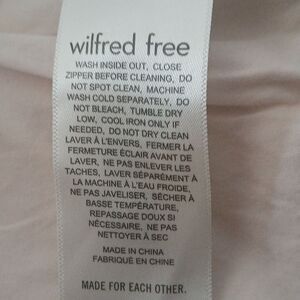 wilfred free
WASH INSIDE OUT, CLOSE
ZIPPER BEFORE CLEANING, DO
NOT SPOT CLEAN, MACHINE
WASH COLD SEPARATELY, DO
NOT BLEACH, TUMBLE DRY
LOW, COOL IRON ONLY IF
NEEDED, DO NOT DRY CLEAN
LAVER À L'ENVERS, FERMER LA
FERMETURE ÉCLAIR AVANT DE
LAVER, NE PAS ENLEVER LES
TACHES, LAVER SÉPARÉMENT À
LA MACHINE À L'EAU FROIDE,
NE PAS JAVELISER, SÉCHER À
BASSE TEMPÉRATURE,
REPASSAGE DOUX SI
NÉCESSAIRE, NE PAS
NETTOYER À SEC
MADE IN CHINA
FABRIQUÉ EN CHINE
MADE FOR EACH OTHER.